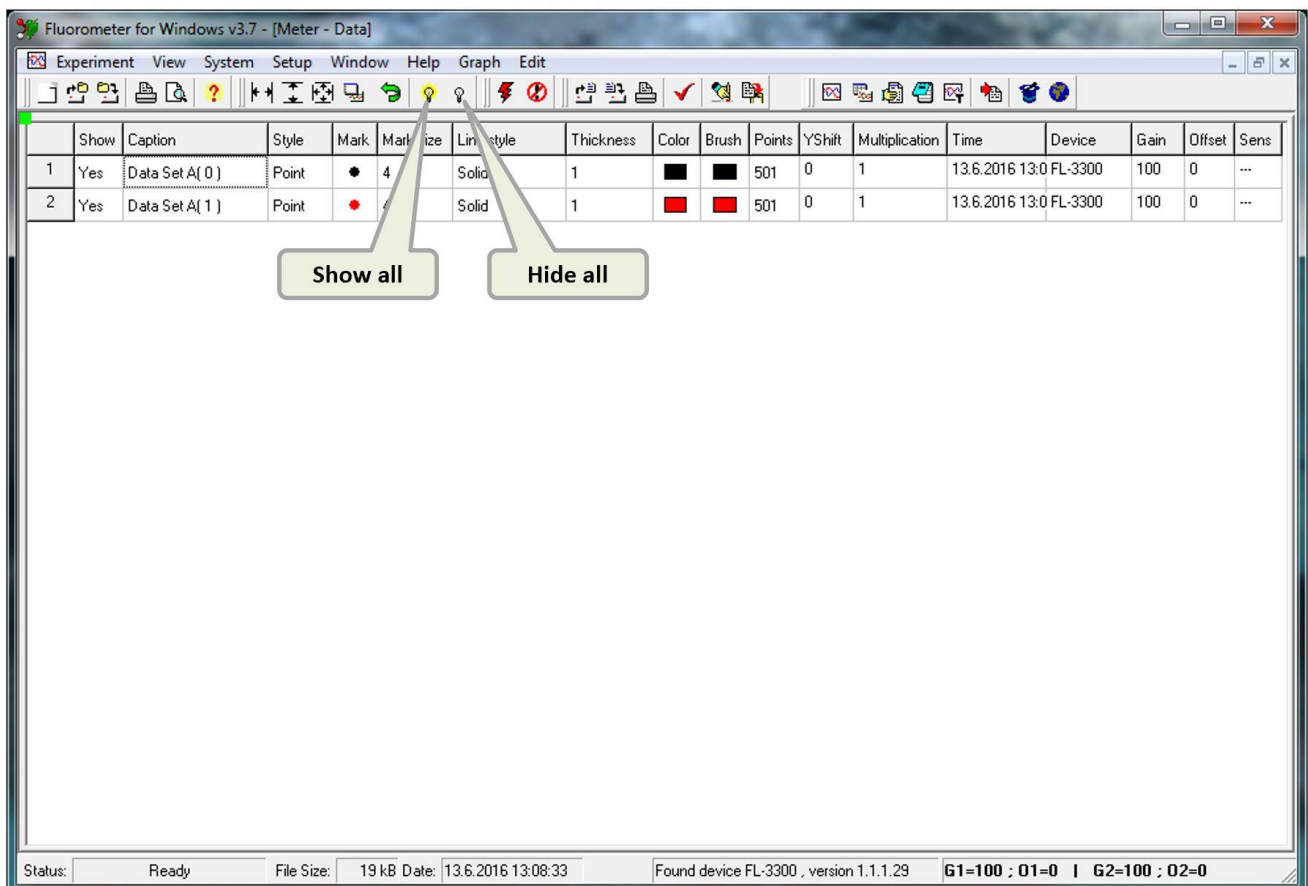 Fluorometer for Windows v3.7 - [Meter - Data]
Experiment View System Setup Window Help Graph Edit
Show Caption Style Mark Mark ize Lin style Thickness Color Brush Points YShift Multiplication Time Device Gain Offset Sens
1 Yes Data Set A( 0 ) Point 4 Solid 1 501 0 1 13.6.2016 13:0 FL-3300 100 0 ---
2 Yes Data Set A( 1 ) Point Solid 1 501 0 1 13.6.2016 13:0 FL-3300 100 0 ---
Show all Hide all
Status: Ready File Size: 19 kB Date: 13.6.2016 13:08:33 Found device FL-3300 , version 1.1.1.29 G1=100 ; O1=0 | G2=100 ; O2=0